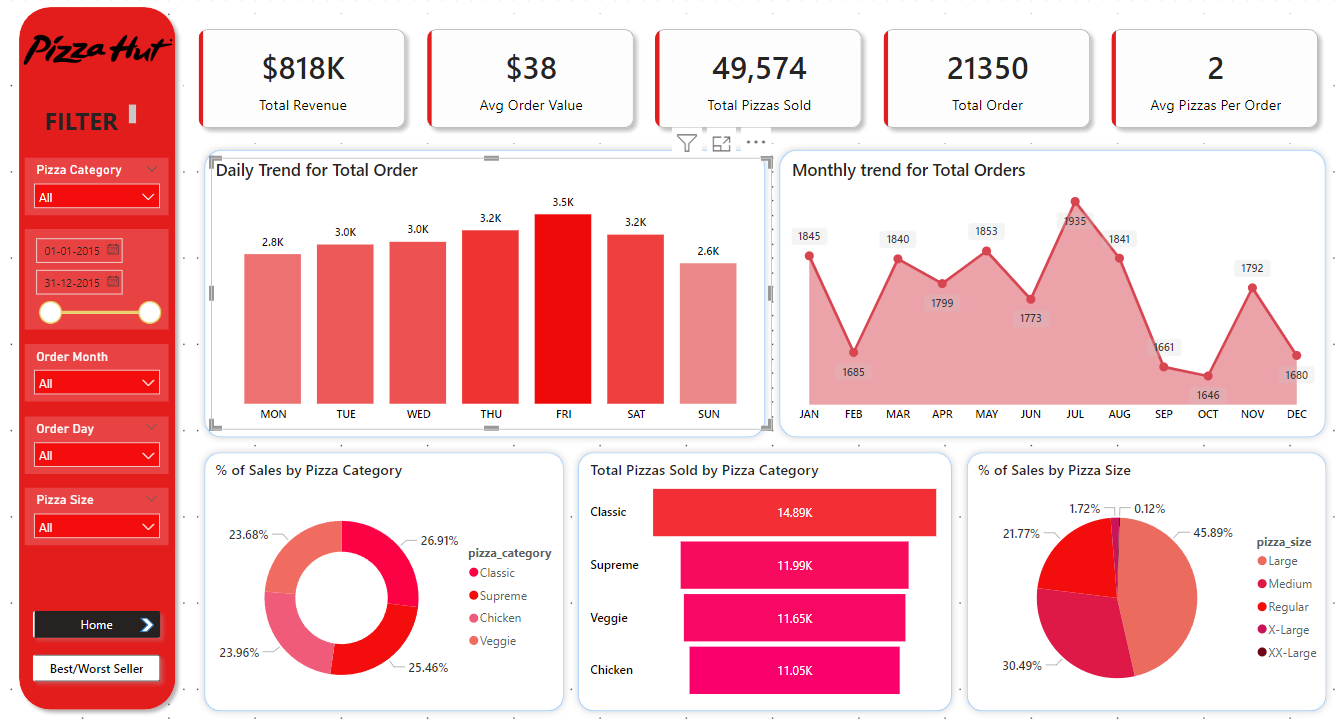 Pizza Hut
FILTER
Pizza Category
All
01-01-2015
31-12-2015
Order Month
All
Order Day
All
Pizza Size
All
Home
Best/Worst Seller
$818K
Total Revenue
$38
Avg Order Value
49,574
Total Pizzas Sold
21350
Total Order
2
Avg Pizzas Per Order
Daily Trend for Total Order
2.8K
3.0K
3.0K
3.2K
3.5K
3.2K
2.6K
MON TUE WED THU FRI SAT SUN
Monthly trend for Total Orders
1845
1685
1840
1799
1853
1773
1935
1841
1661
1646
1792
1680
JAN FEB MAR APR MAY JUN JUL AUG SEP OCT NOV DEC
% of Sales by Pizza Category
23.68%
26.91%
23.96%
25.46%
pizza_category
Classic
Supreme
Chicken
Veggie
Total Pizzas Sold by Pizza Category
Classic 14.89K
Supreme 11.99K
Veggie 11.65K
Chicken 11.05K
% of Sales by Pizza Size
1.72%
0.12%
21.77%
45.89%
30.49%
pizza_size
Large
Medium
Regular
X-Large
XX-Large